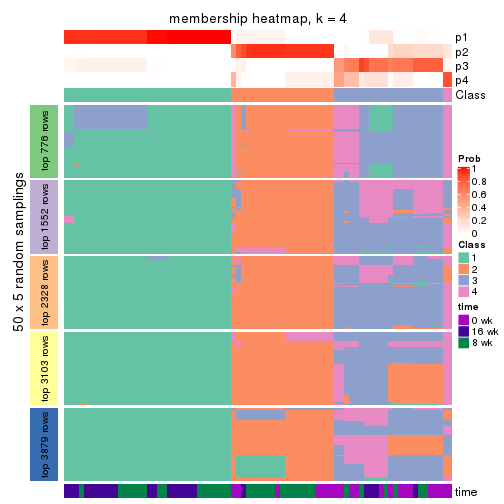 membership heatmap, k = 4
p1
p2
p3
p4
Class
50 x 5 random samplings
top 776 rows
top 1552 rows
top 2328 rows
top 3103 rows
top 3879 rows
time
Prob
1
0.8
0.6
0.4
0.2
0
Class
1
2
3
4
time
0 wk
16 wk
8 wk